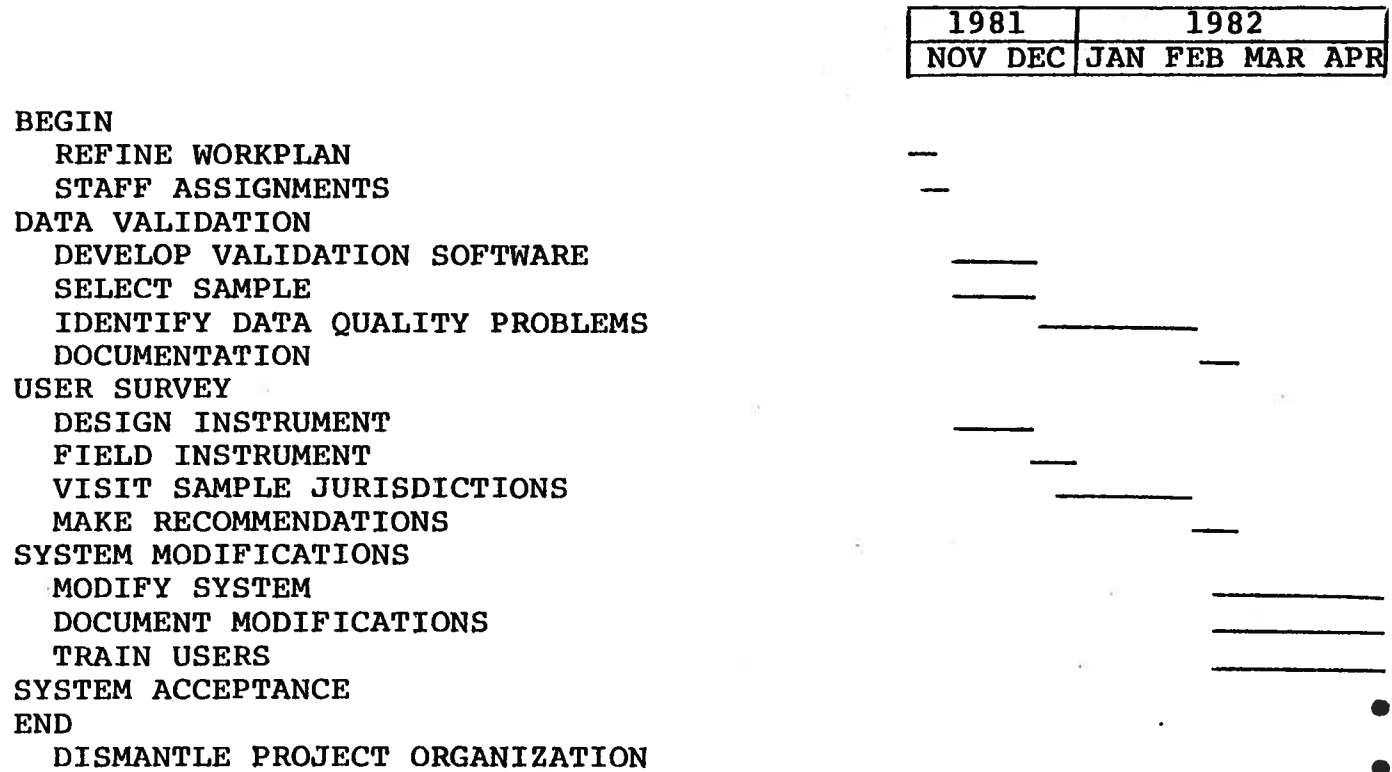 1981 1982
NOV DEC JAN FEB MAR APR
BEGIN
REFINE WORKPLAN
STAFF ASSIGNMENTS
DATA VALIDATION
DEVELOP VALIDATION SOFTWARE
SELECT SAMPLE
IDENTIFY DATA QUALITY PROBLEMS
DOCUMENTATION
USER SURVEY
DESIGN INSTRUMENT
FIELD INSTRUMENT
VISIT SAMPLE JURISDICTIONS
MAKE RECOMMENDATIONS
SYSTEM MODIFICATIONS
MODIFY SYSTEM
DOCUMENT MODIFICATIONS
TRAIN USERS
SYSTEM ACCEPTANCE
END
DISMANTLE PROJECT ORGANIZATION